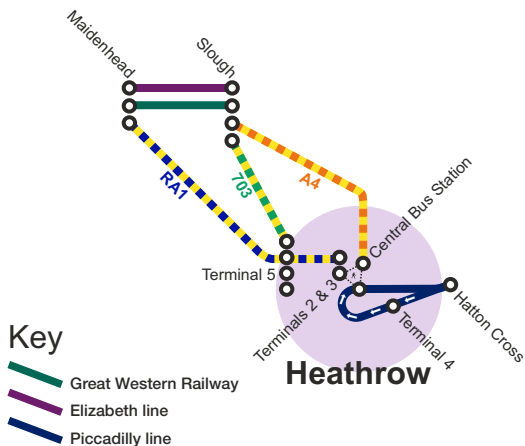 Maidenhead
Slough
RA1
703
A4
Central Bus Station
Terminal 5
Terminals 2 & 3
Terminal 4
Hatton Cross
Heathrow
Key
Great Western Railway
Elizabeth line
Piccadilly line